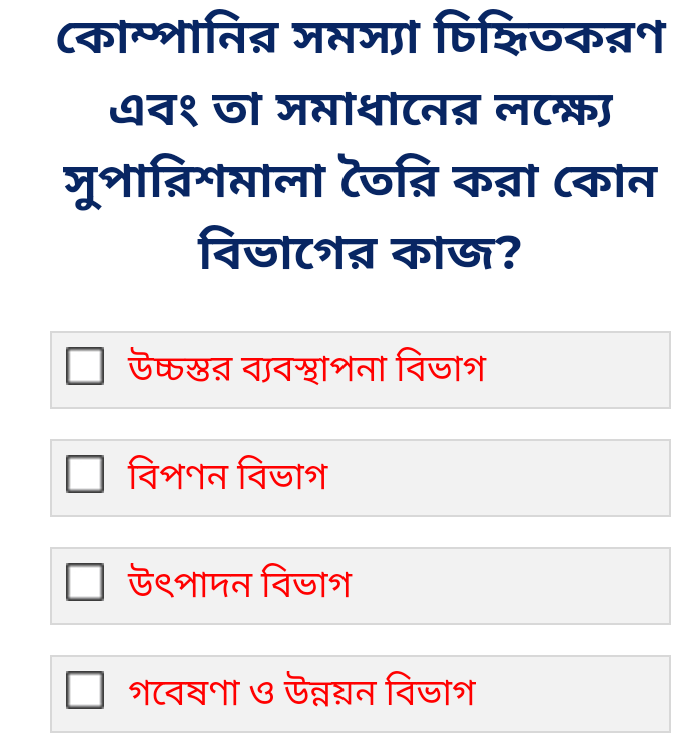 কোম্পানির সমস্যা চিহ্নিতকরণ
এবং তা সমাধানের লক্ষ্যে
সুপারিশমালা তৈরি করা কোন
বিভাগের কাজ?
উচ্চস্তর ব্যবস্থাপনা বিভাগ
বিপণন বিভাগ
উৎপাদন বিভাগ
গবেষণা ও উন্নয়ন বিভাগ